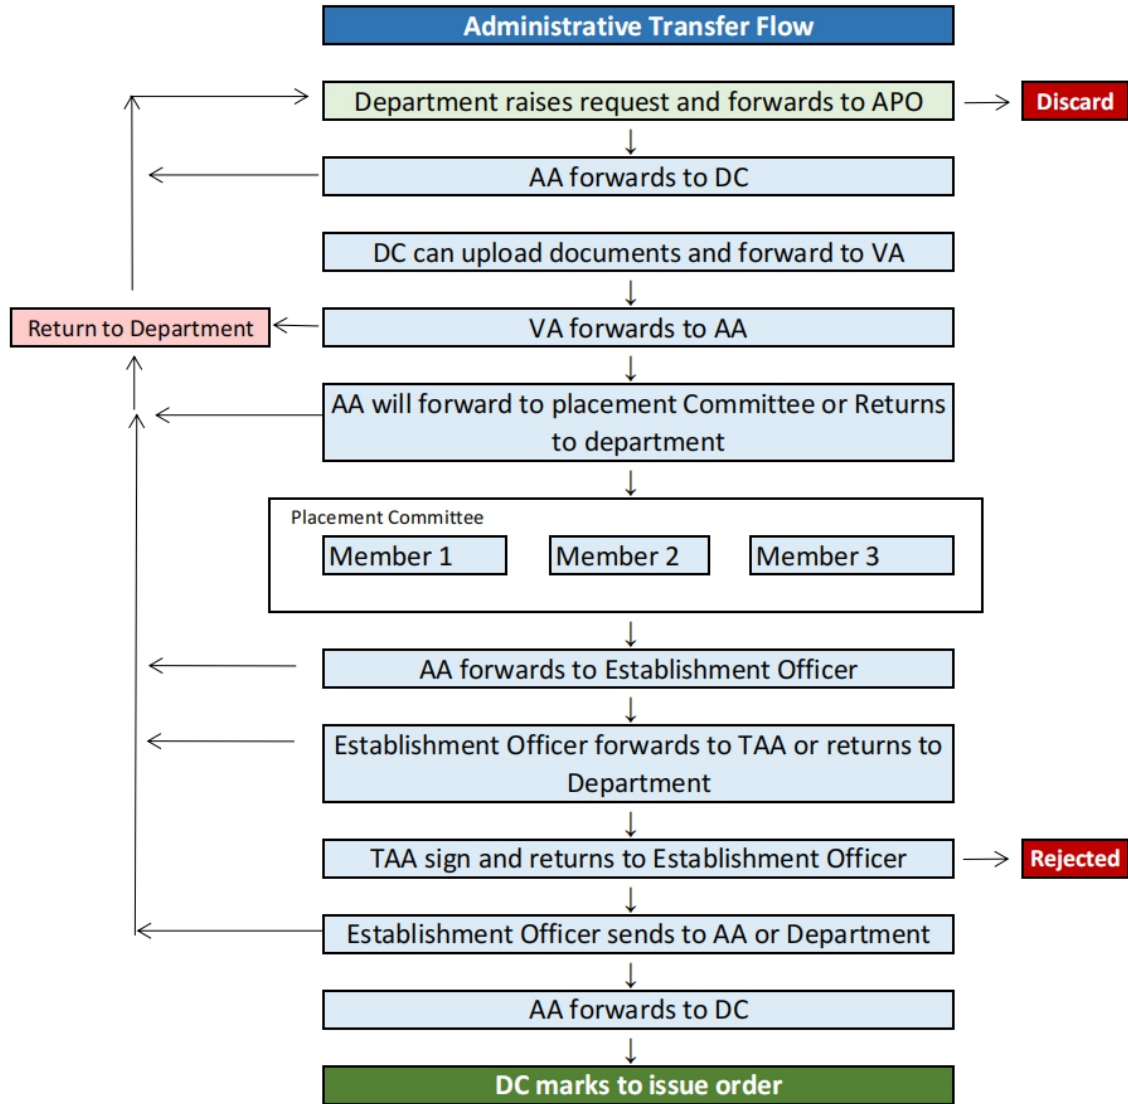 Administrative Transfer Flow
Department raises request and forwards to APO
Discard
AA forwards to DC
DC can upload documents and forward to VA
Return to Department
VA forwards to AA
AA will forward to placement Committee or Returns
to department
Placement Committee
Member 1
Member 2
Member 3
AA forwards to Establishment Officer
Establishment Officer forwards to TAA or returns to
Department
TAA sign and returns to Establishment Officer
Rejected
Establishment Officer sends to AA or Department
AA forwards to DC
DC marks to issue order